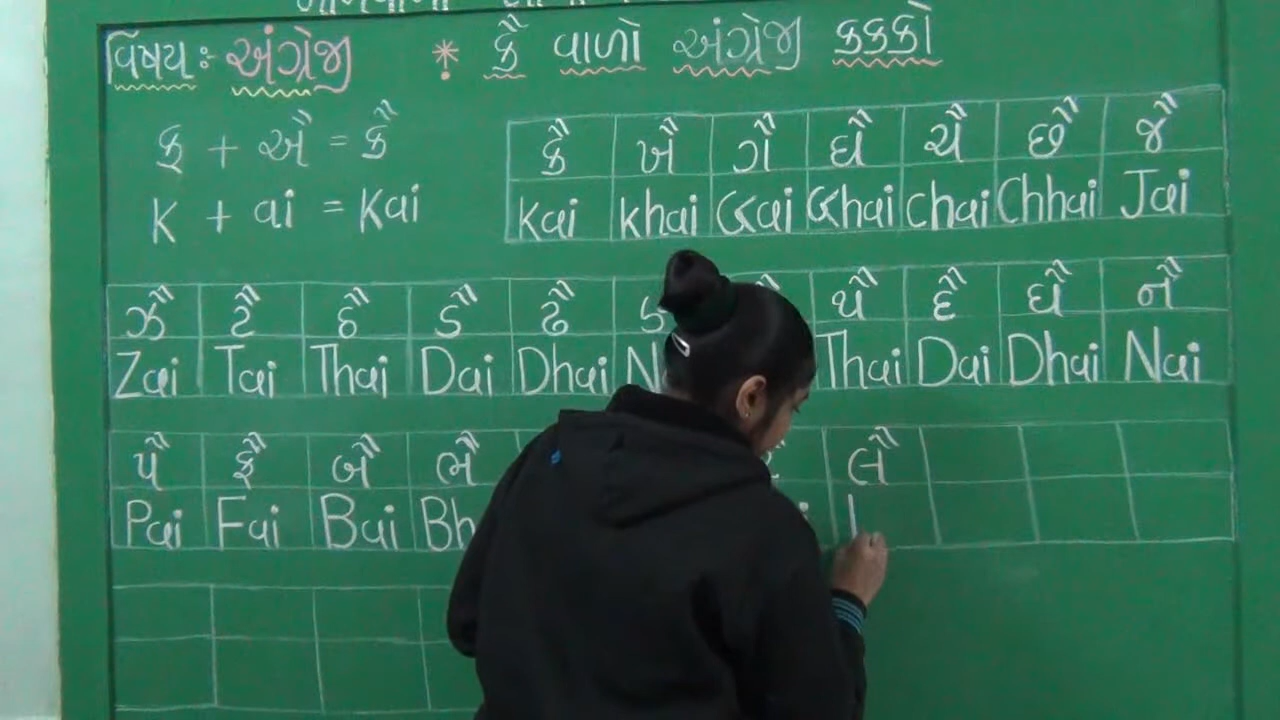 વિષય: અંગ્રેજી * કૈ વાળો અંગ્રેજી કક્કો
ક + ઐ = કૈ
K + ai = Kai
કૈ ખૈ ગૈ ઘૈ ચૈ છૈ જૈ
Kai khai Gai Ghai chai Chhai Jai
ઝૈ ટૈ ઠૈ ડૈ ઢૈ થૈ દૈ ધૈ નૈ
Zai Tai Thai Dai Dhai Thai Dai Dhai Nai
પૈ ફૈ બૈ ભૈ લૈ
Pai Fai Bai